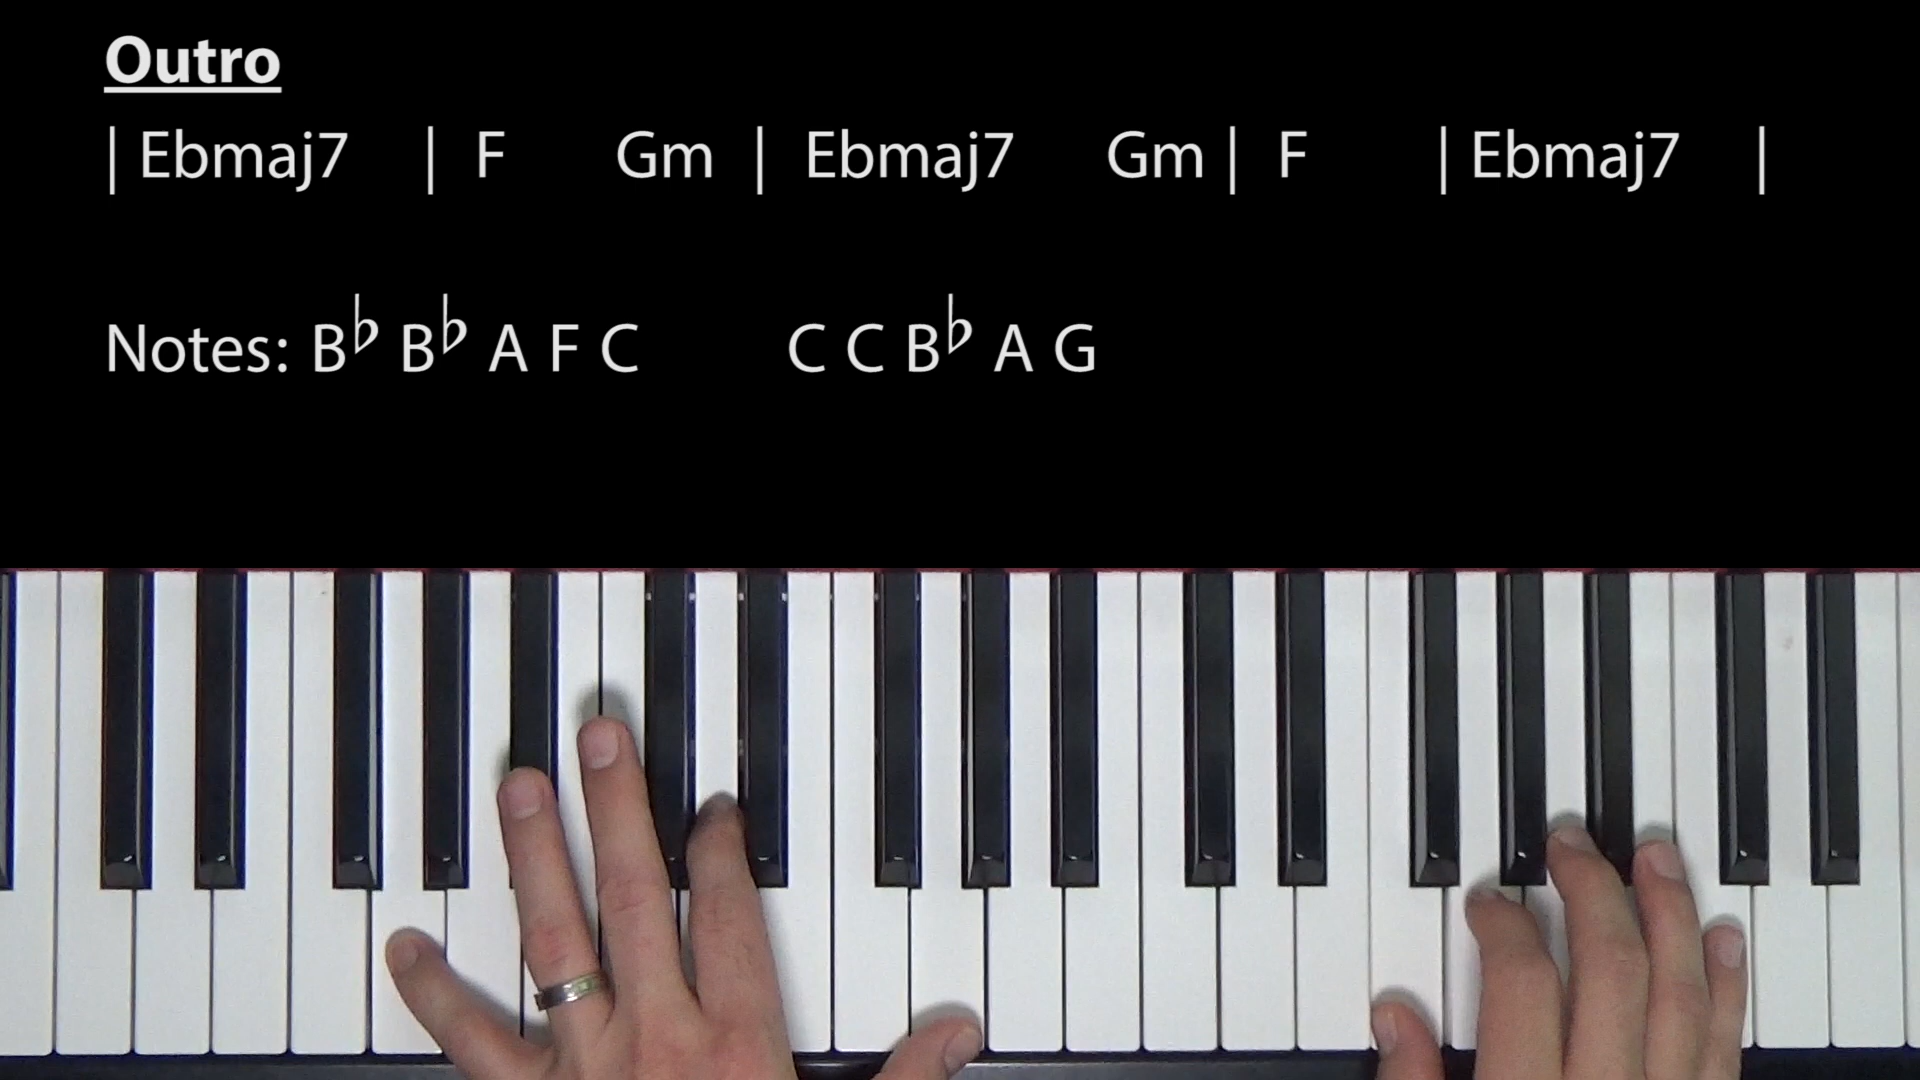 Outro
| Ebmaj7 | F Gm | Ebmaj7 Gm | F | Ebmaj7 |
Notes: B♭ B♭ A F C C C B♭ A G